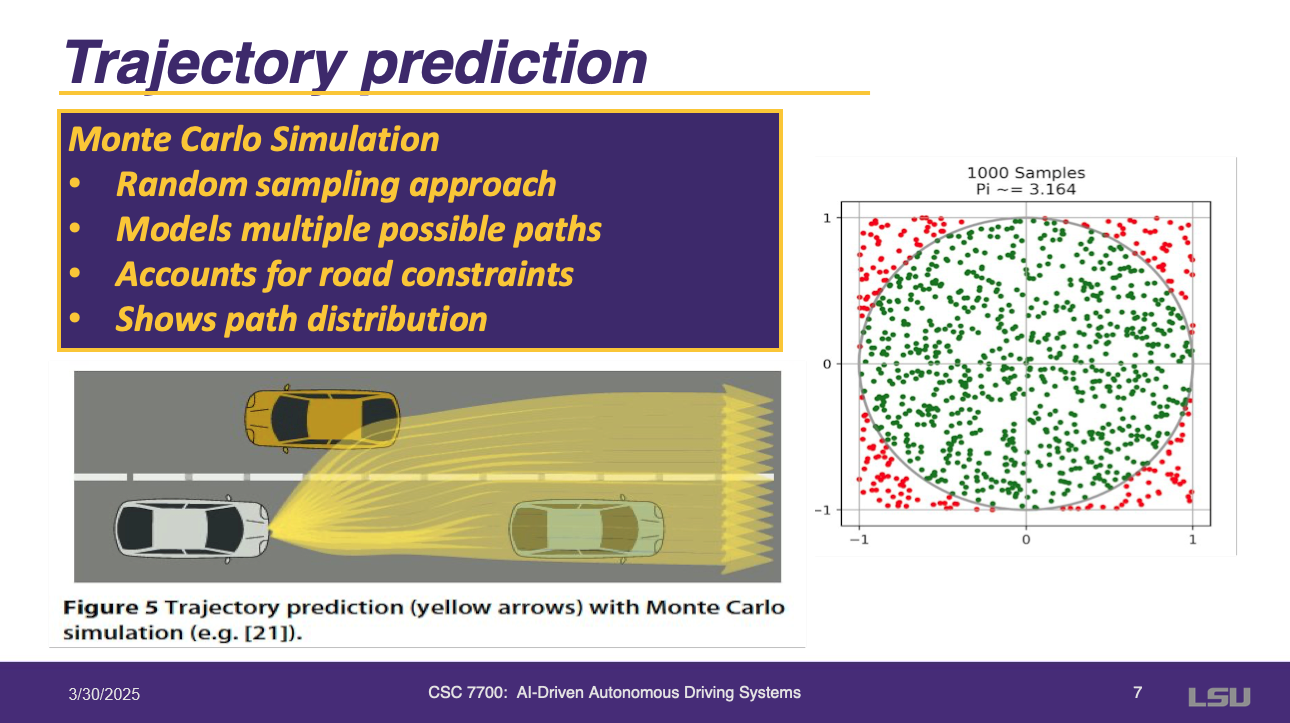 Trajectory prediction
Monte Carlo Simulation
• Random sampling approach
• Models multiple possible paths
• Accounts for road constraints
• Shows path distribution
1000 Samples
Pi ~= 3.164
1
0
−1
−1
0
1
Figure 5 Trajectory prediction (yellow arrows) with Monte Carlo
simulation (e.g. [21]).
3/30/2025
CSC 7700: AI-Driven Autonomous Driving Systems
7
LSU